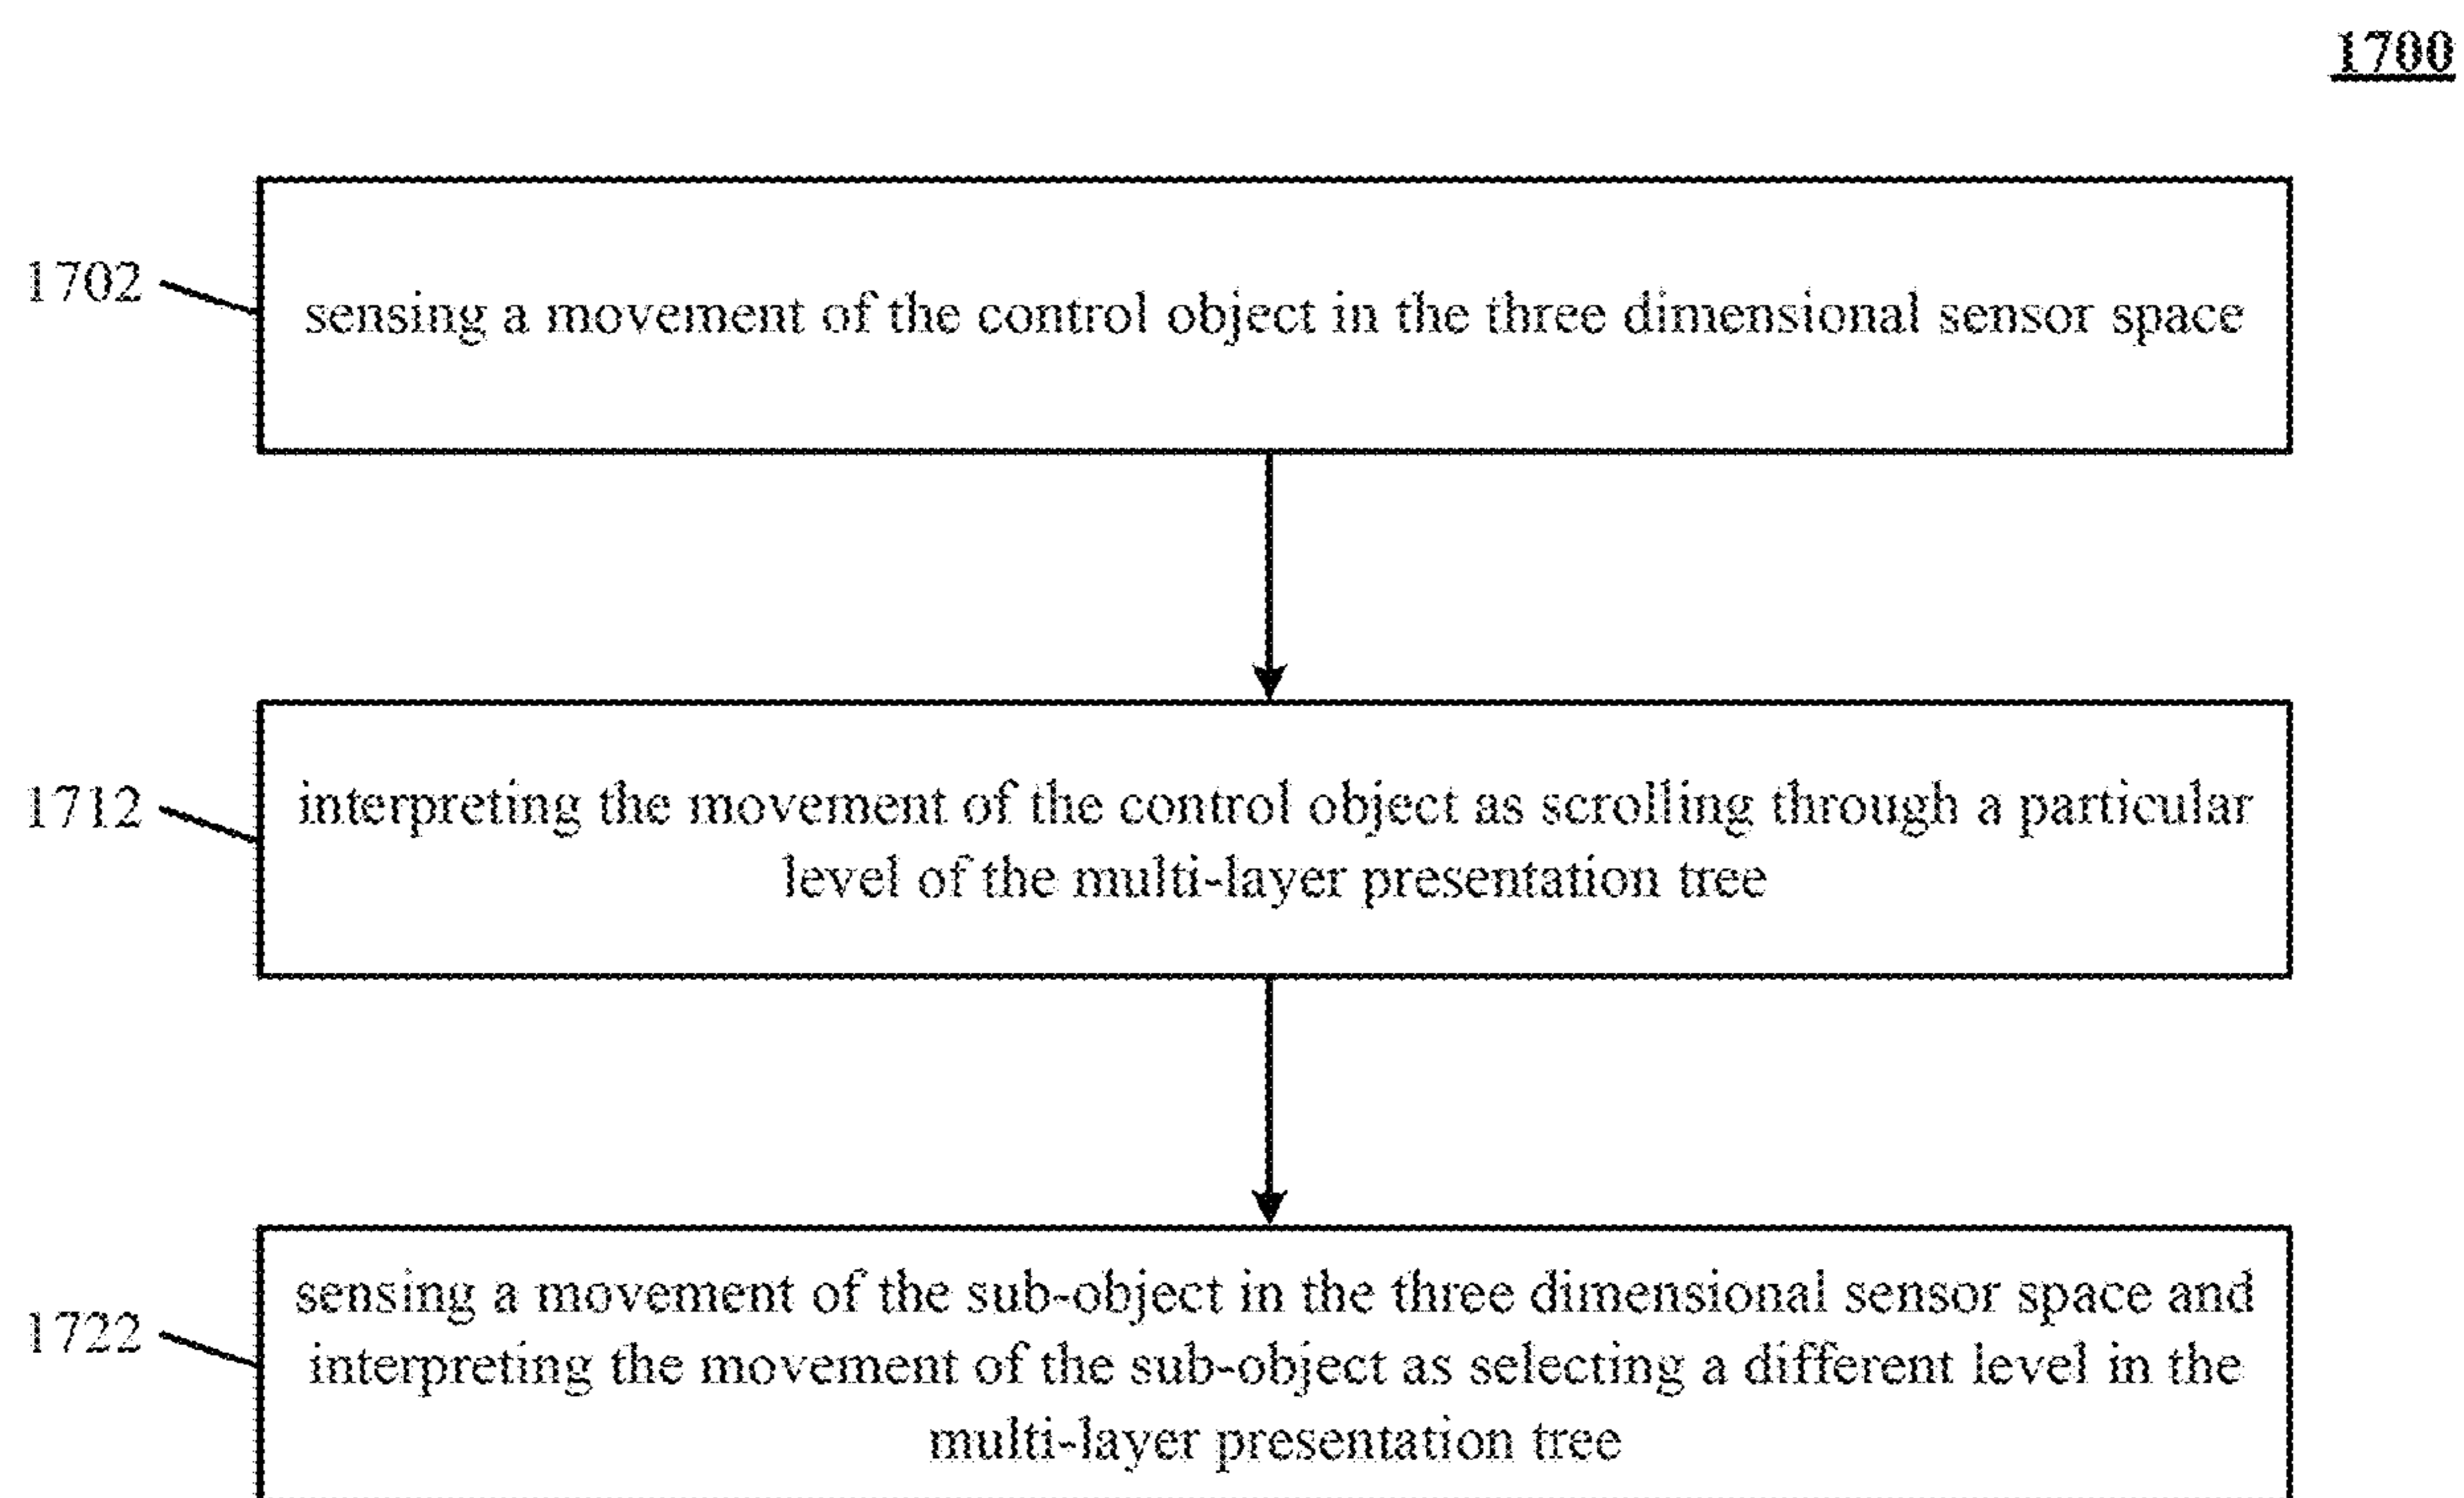 1700
1702
sensing a movement of the control object in the three dimensional sensor space
1712
interpreting the movement of the control object as scrolling through a particular
level of the multi-layer presentation tree
1722
sensing a movement of the sub-object in the three dimensional sensor space and
interpreting the movement of the sub-object as selecting a different level in the
multi-layer presentation tree